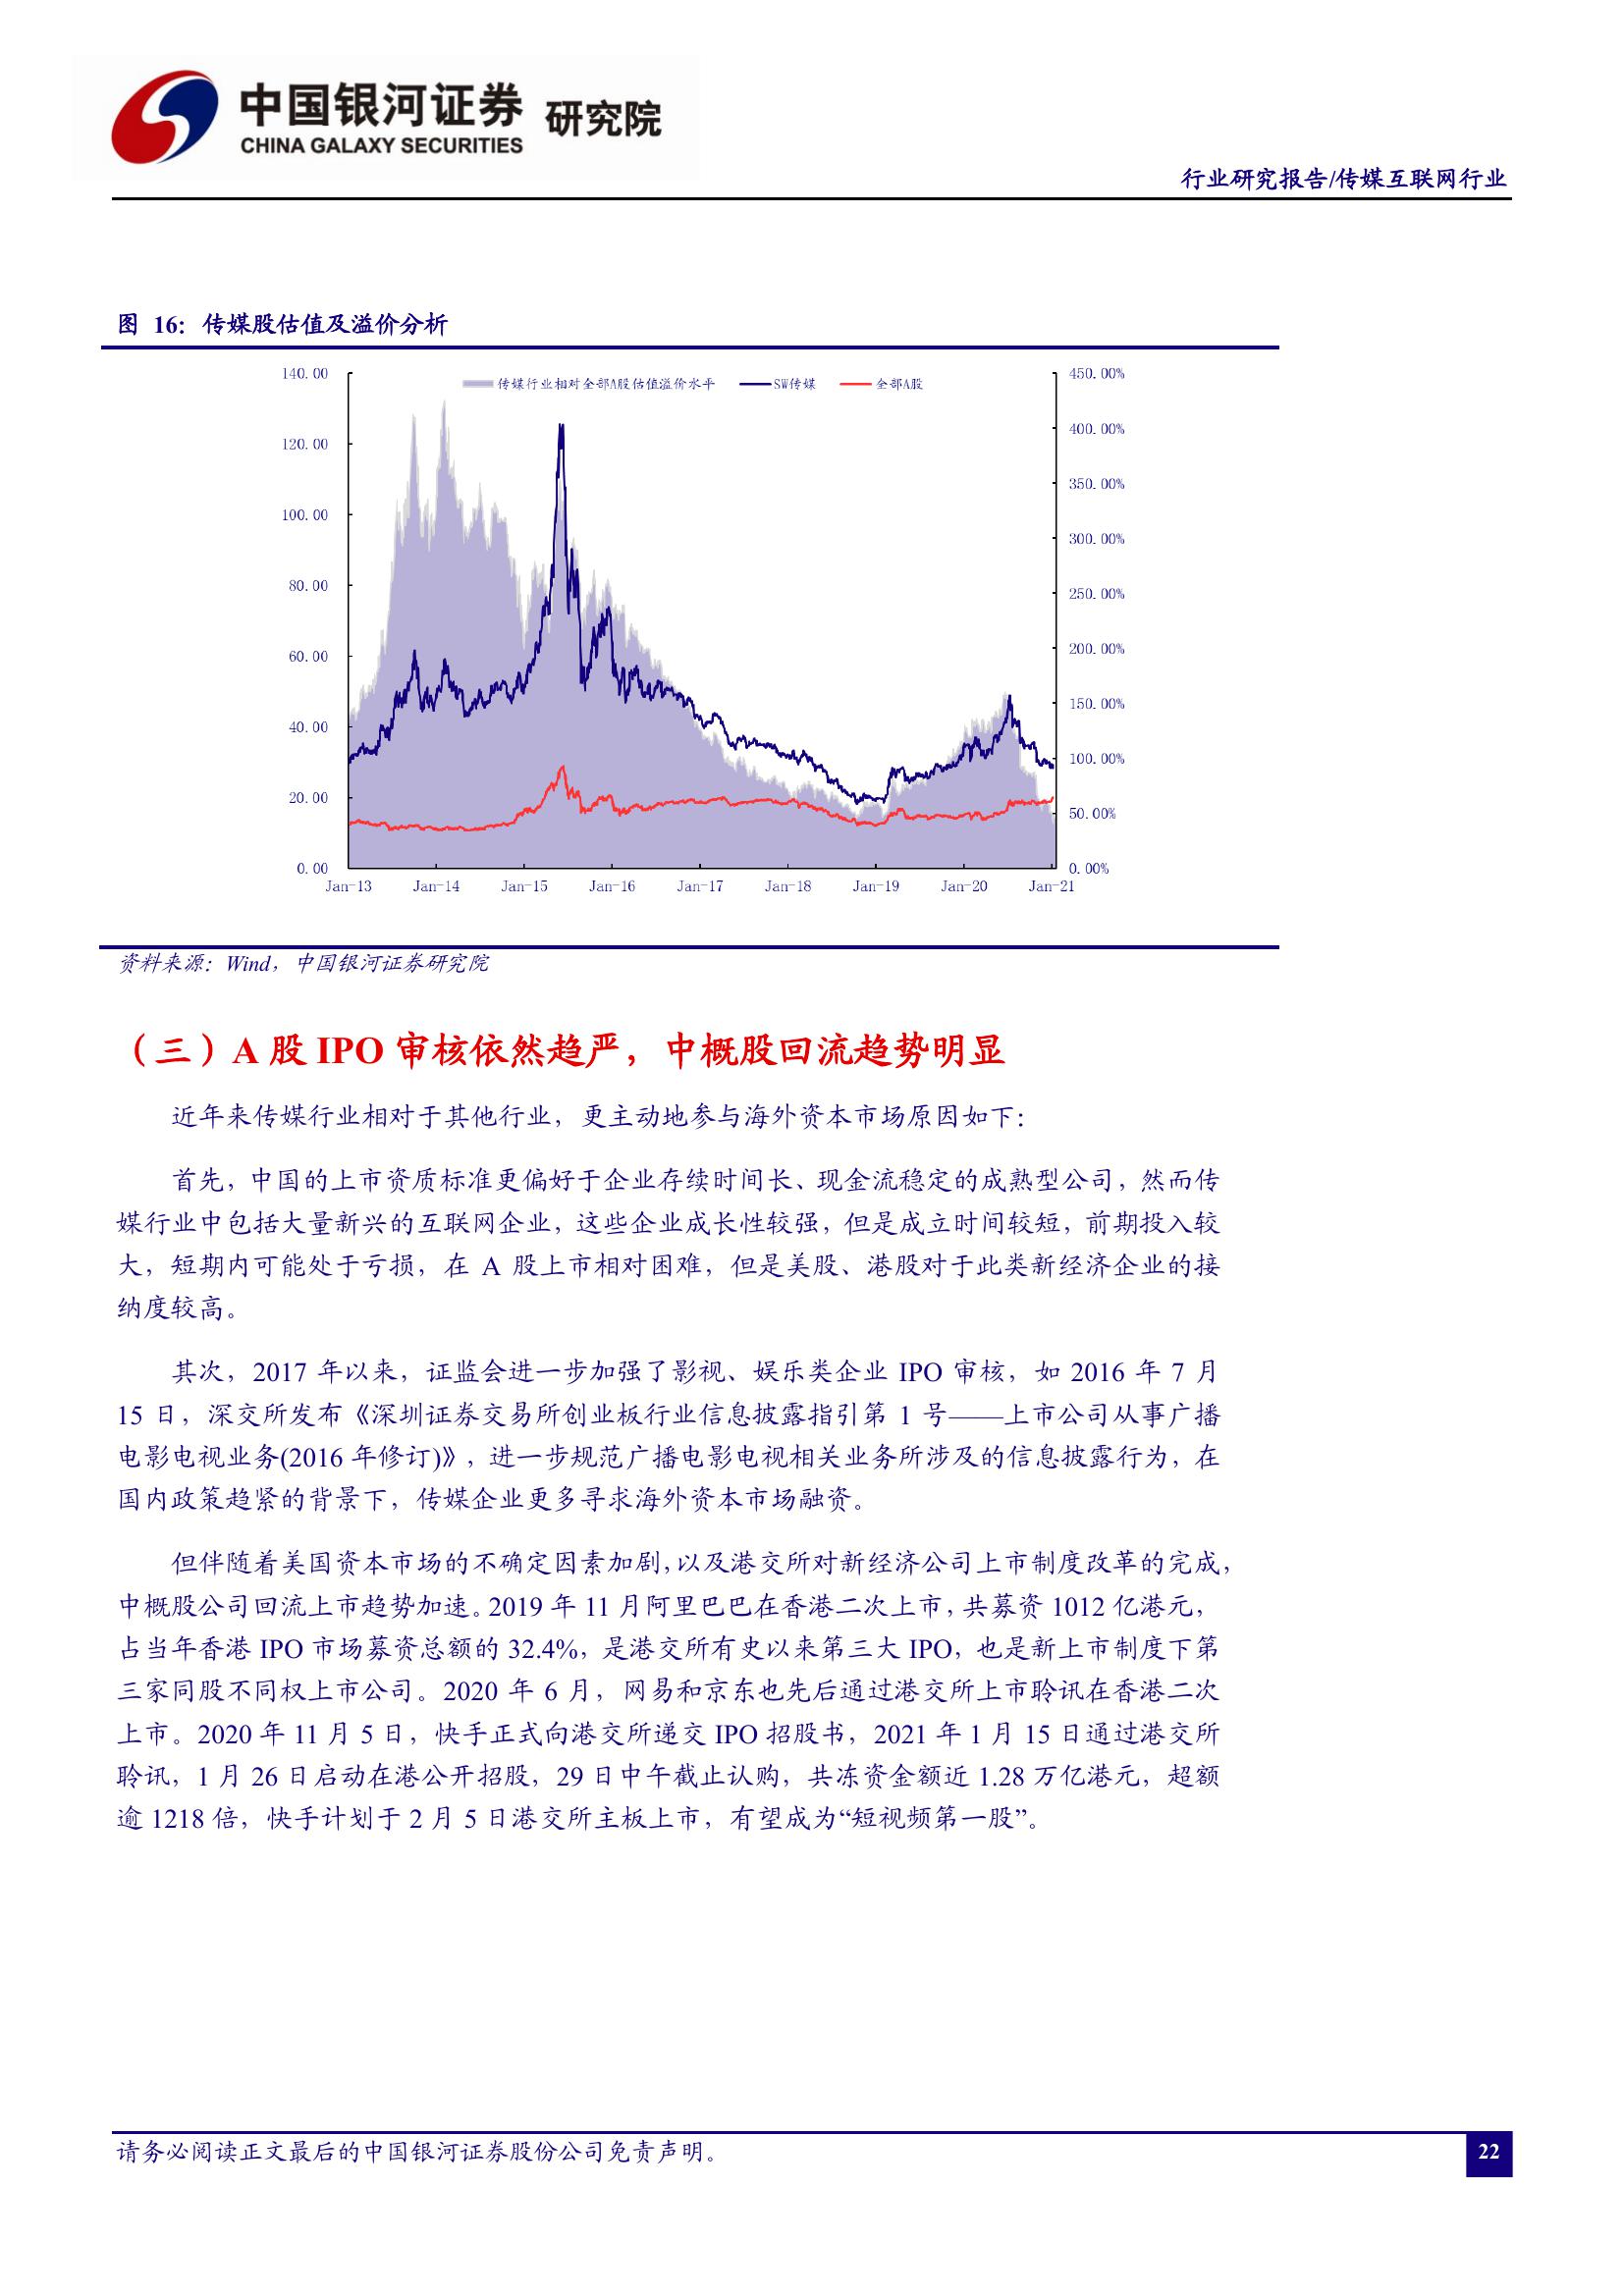 中国银河证券 研究院
CHINA GALAXY SECURITIES
行业研究报告/传媒互联网行业
图 16：传媒股估值及溢价分析
传媒行业相对全部A股估值溢价水平 SW传媒 全部A股
140.00
120.00
100.00
80.00
60.00
40.00
20.00
0.00
450.00%
400.00%
350.00%
300.00%
250.00%
200.00%
150.00%
100.00%
50.00%
0.00%
Jan-13 Jan-14 Jan-15 Jan-16 Jan-17 Jan-18 Jan-19 Jan-20 Jan-21
资料来源：Wind，中国银河证券研究院
（三）A 股 IPO 审核依然趋严，中概股回流趋势明显
近年来传媒行业相对于其他行业，更主动地参与海外资本市场原因如下：
首先，中国的上市资质标准更偏好于企业存续时间长、现金流稳定的成熟型公司，然而传
媒行业中包括大量新兴的互联网企业，这些企业成长性较强，但是成立时间较短，前期投入较
大，短期内可能处于亏损，在 A 股上市相对困难，但是美股、港股对于此类新经济企业的接
纳度较高。
其次，2017 年以来，证监会进一步加强了影视、娱乐类企业 IPO 审核，如 2016 年 7 月
15 日，深交所发布《深圳证券交易所创业板行业信息披露指引第 1 号——上市公司从事广播
电影电视业务(2016 年修订)》，进一步规范广播电影电视相关业务所涉及的信息披露行为，在
国内政策趋紧的背景下，传媒企业更多寻求海外资本市场融资。
但伴随着美国资本市场的不确定因素加剧，以及港交所对新经济公司上市制度改革的完成，
中概股公司回流上市趋势加速。2019 年 11 月阿里巴巴在香港二次上市，共募资 1012 亿港元，
占当年香港 IPO 市场募资总额的 32.4%，是港交所有史以来第三大 IPO，也是新上市制度下第
三家同股不同权上市公司。2020 年 6 月，网易和京东也先后通过港交所上市聆讯在香港二次
上市。2020 年 11 月 5 日，快手正式向港交所递交 IPO 招股书，2021 年 1 月 15 日通过港交所
聆讯，1 月 26 日启动在港公开招股，29 日中午截止认购，共冻资金额近 1.28 万亿港元，超额
逾 1218 倍，快手计划于 2 月 5 日港交所主板上市，有望成为“短视频第一股”。
请务必阅读正文最后的中国银河证券股份公司免责声明。
22